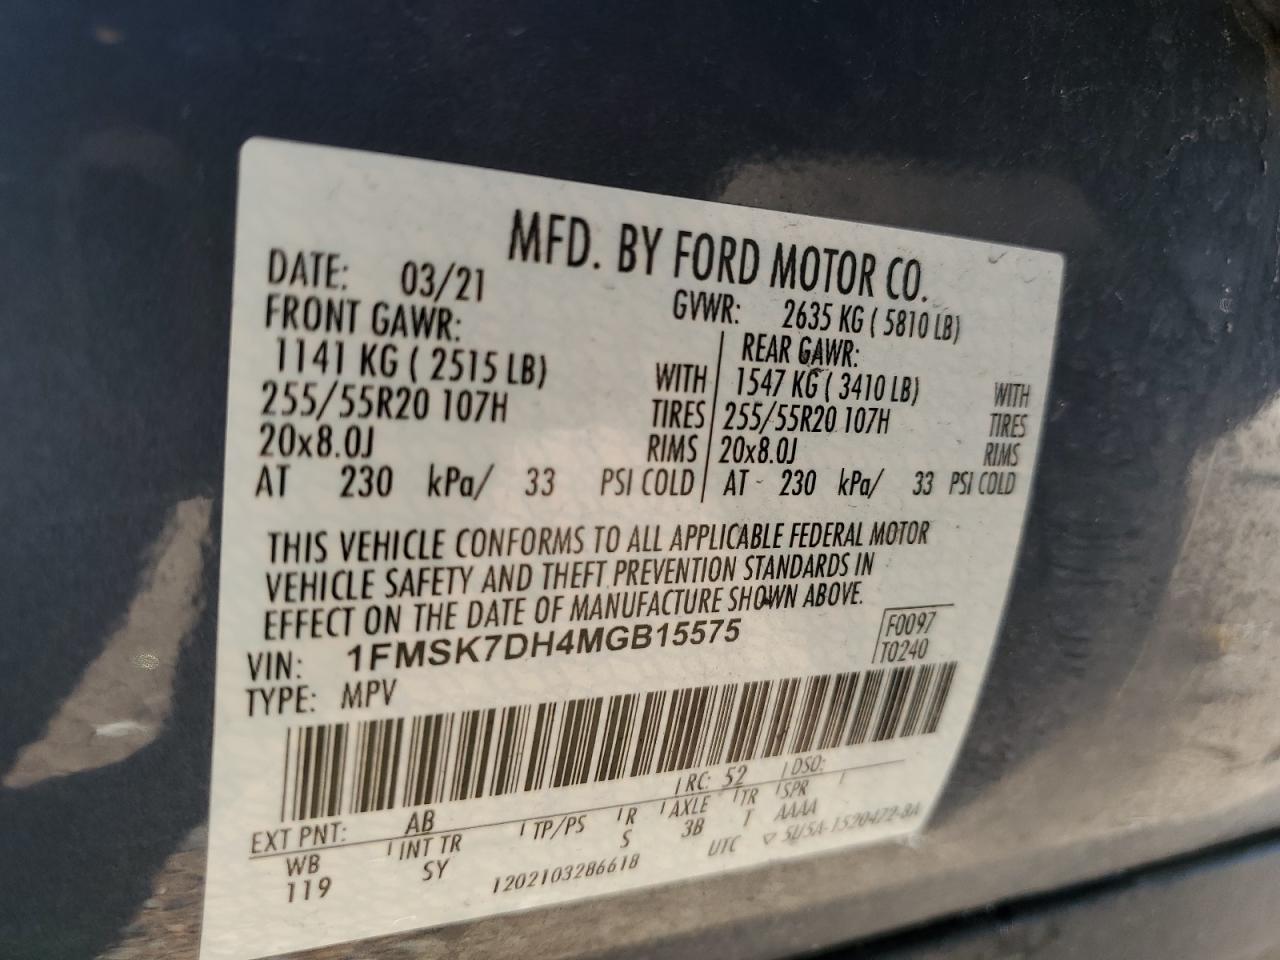 MFD. BY FORD MOTOR CO.
DATE: 03/21
GVWR: 2635 KG ( 5810 LB)
FRONT GAWR:
1141 KG ( 2515 LB) WITH
255/55R20 107H TIRES
20x8.0J RIMS
AT 230 kPa/ 33 PSI COLD
REAR GAWR:
1547 KG ( 3410 LB) WITH
255/55R20 107H TIRES
20x8.0J RIMS
AT 230 kPa/ 33 PSI COLD
THIS VEHICLE CONFORMS TO ALL APPLICABLE FEDERAL MOTOR
VEHICLE SAFETY AND THEFT PREVENTION STANDARDS IN
EFFECT ON THE DATE OF MANUFACTURE SHOWN ABOVE.
VIN: 1FMSK7DH4MGB15575
F0097
T0240
TYPE: MPV
EXT PNT: AB RC: 52 DSO:
WB INT TR TP/PS R AXLE TR SPR
119 SY S 3B T AAAA
1202103286618 UTC